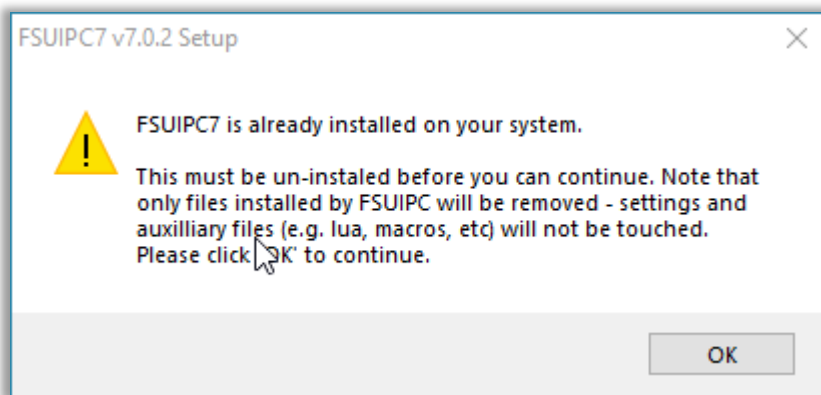 FSUIPC7 v7.0.2 Setup
FSUIPC7 is already installed on your system.
This must be un-instaled before you can continue. Note that
only files installed by FSUIPC will be removed - settings and
auxilliary files (e.g. lua, macros, etc) will not be touched.
Please click 'OK' to continue.
OK